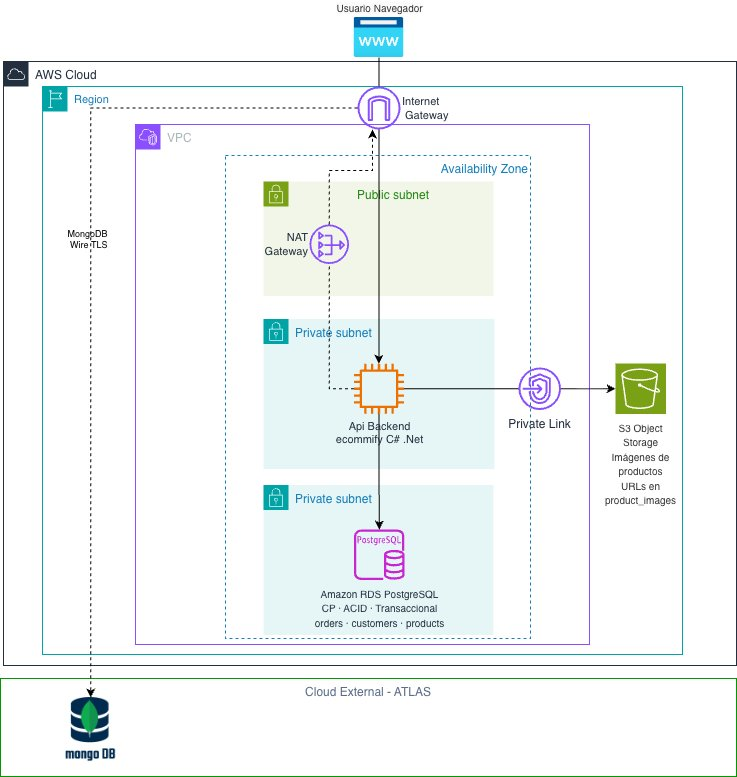 Usuario Navegador
WWW
AWS Cloud
Region
Internet
Gateway
VPC
Availability Zone
Public subnet
MongoDB
Wire TLS
NAT
Gateway
Private subnet
Api Backend
ecommify C# .Net
Private Link
S3 Object
Storage
Imágenes de
productos
URLs en
product_images
Private subnet
PostgreSQL
Amazon RDS PostgreSQL
CP · ACID · Transaccional
orders · customers · products
Cloud External - ATLAS
mongo DB